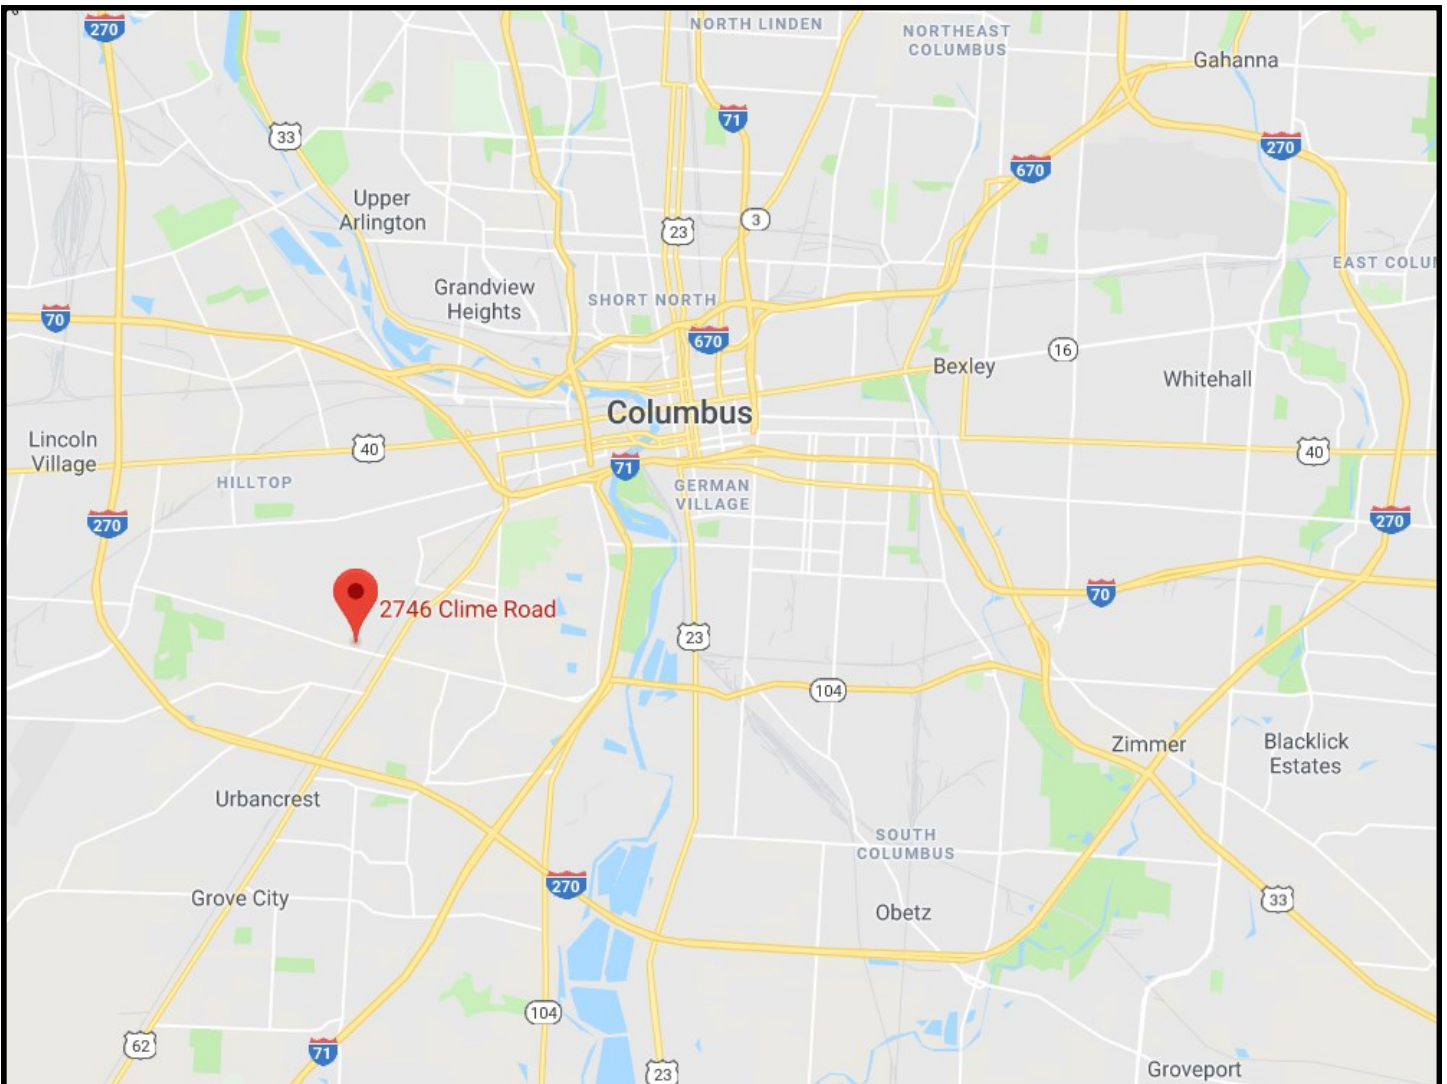 270
NORTH LINDEN
NORTHEAST
COLUMBUS
Gahanna
71
33
270
670
Upper
Arlington
3
23
EAST COLU
Grandview
Heights
SHORT NORTH
70
670
16
Bexley
Whitehall
Columbus
Lincoln
Village
40
40
71
HILLTOP
GERMAN
VILLAGE
270
270
2746 Clime Road
70
23
104
Zimmer
Blacklick
Estates
Urbancrest
SOUTH
COLUMBUS
270
Grove City
33
Obetz
104
62
71
23
Groveport